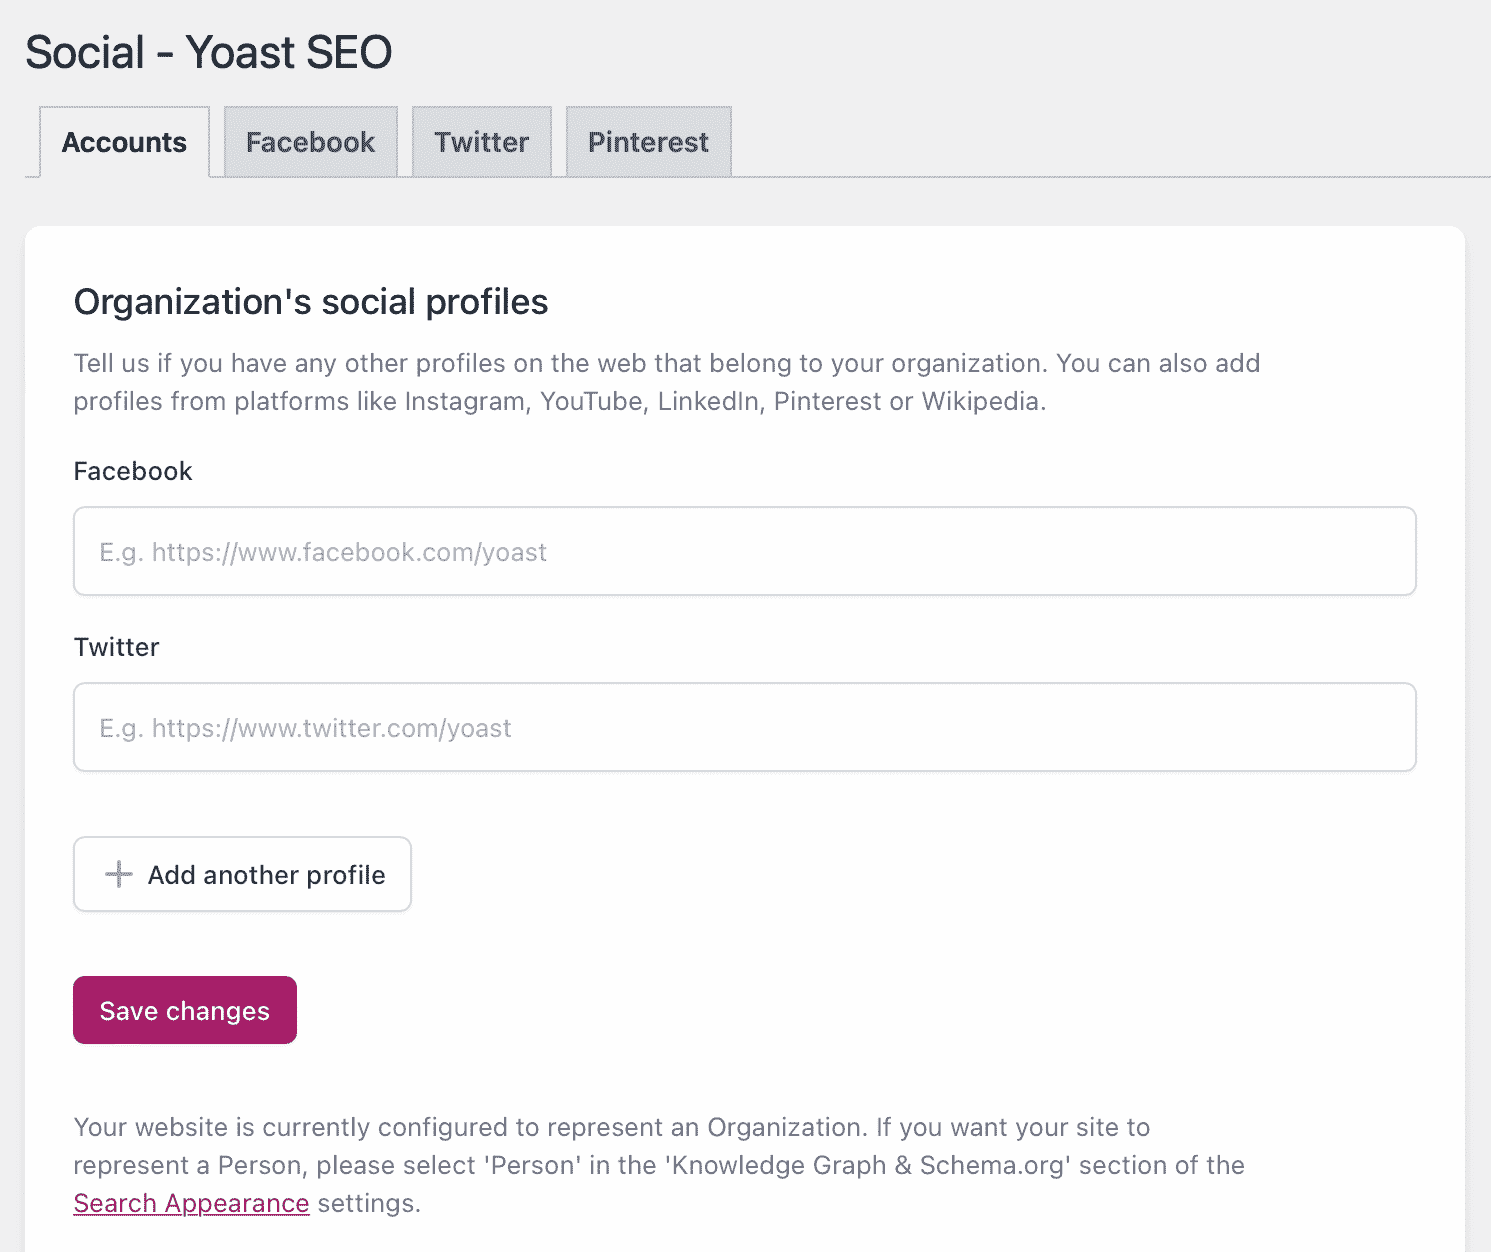 Social - Yoast SEO
Accounts
Facebook
Twitter
Pinterest
Organization's social profiles
Tell us if you have any other profiles on the web that belong to your organization. You can also add
profiles from platforms like Instagram, YouTube, LinkedIn, Pinterest or Wikipedia.
Facebook
E.g. https://www.facebook.com/yoast
Twitter
E.g. https://www.twitter.com/yoast
Add another profile
Save changes
Your website is currently configured to represent an Organization. If you want your site to
represent a Person, please select 'Person' in the 'Knowledge Graph & Schema.org' section of the
Search Appearance settings.